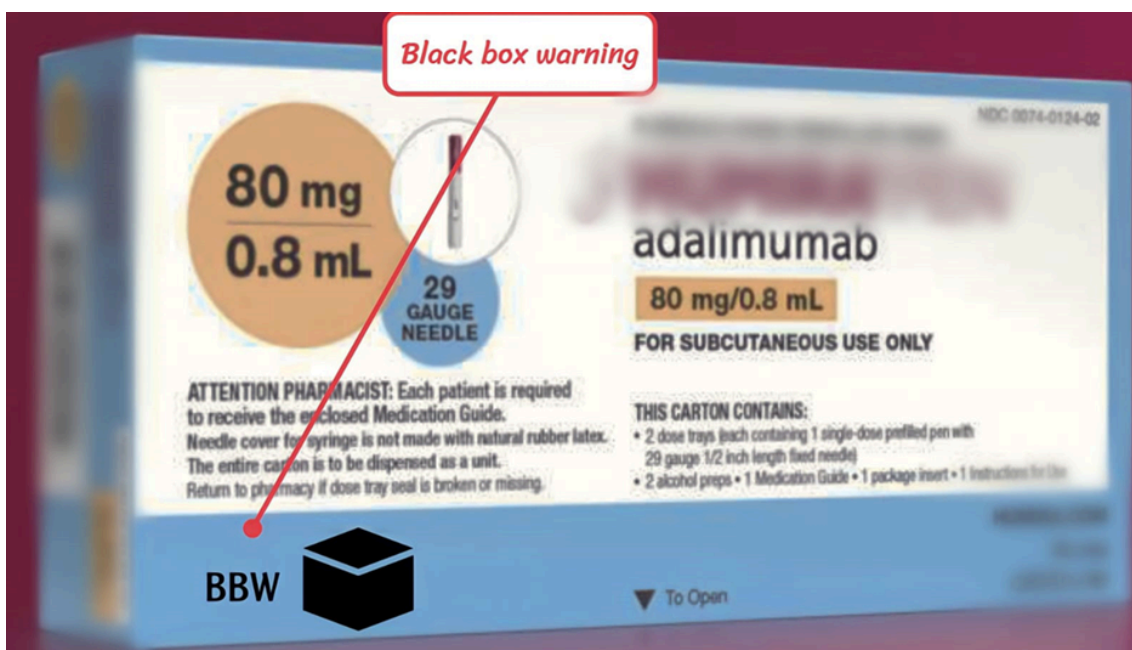 Black box warning
NDC 0074-0124-02
80 mg
0.8 mL
29
GAUGE
NEEDLE
adalimumab
80 mg/0.8 mL
FOR SUBCUTANEOUS USE ONLY
ATTENTION PHARMACIST: Each patient is required
to receive the enclosed Medication Guide.
Needle cover for syringe is not made with natural rubber latex.
The entire carton is to be dispensed as a unit.
Return to pharmacy if dose tray seal is broken or missing.
THIS CARTON CONTAINS:
• 2 dose trays (each containing 1 single-dose prefilled pen with
29 gauge 1/2 inch length fixed needle)
• 2 alcohol preps • 1 Medication Guide • 1 package insert • 1 Instructions for Use
BBW
To Open